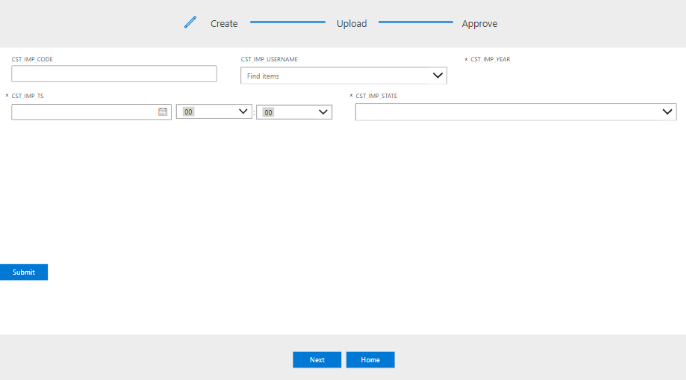 Create Upload Approve
CST_IMP_CODE CST_IMP_USERNAME * CST_IMP_YEAR
Find items
* CST_IMP_TS * CST_IMP_STATE
00 : 00
Submit
Next Home